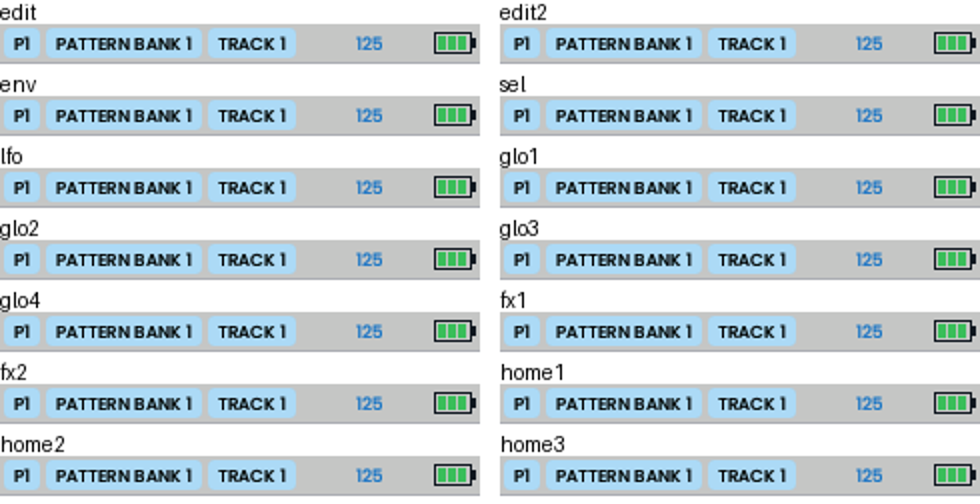 edit
P1 PATTERN BANK 1 TRACK 1 125
edit2
P1 PATTERN BANK 1 TRACK 1 125
env
P1 PATTERN BANK 1 TRACK 1 125
sel
P1 PATTERN BANK 1 TRACK 1 125
lfo
P1 PATTERN BANK 1 TRACK 1 125
glo1
P1 PATTERN BANK 1 TRACK 1 125
glo2
P1 PATTERN BANK 1 TRACK 1 125
glo3
P1 PATTERN BANK 1 TRACK 1 125
glo4
P1 PATTERN BANK 1 TRACK 1 125
fx1
P1 PATTERN BANK 1 TRACK 1 125
fx2
P1 PATTERN BANK 1 TRACK 1 125
home1
P1 PATTERN BANK 1 TRACK 1 125
home2
P1 PATTERN BANK 1 TRACK 1 125
home3
P1 PATTERN BANK 1 TRACK 1 125